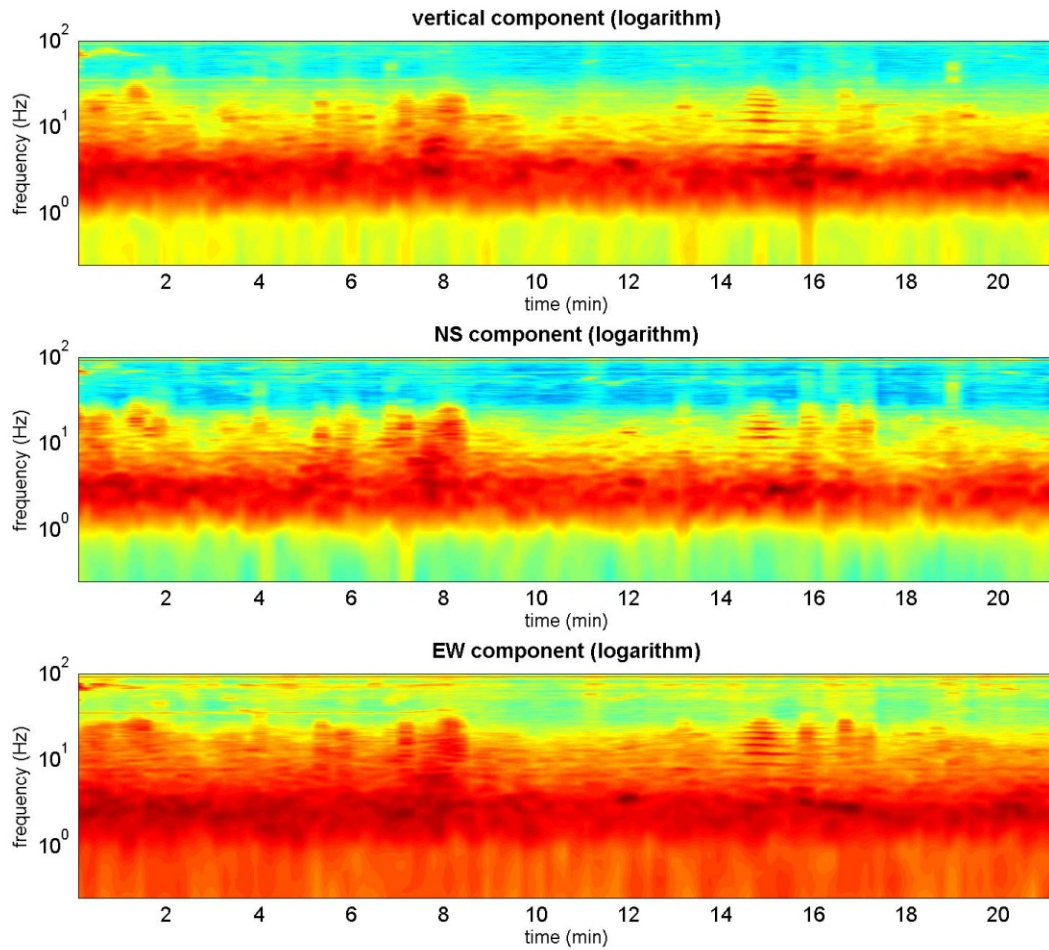 vertical component (logarithm)
10²
10¹
10⁰
frequency (Hz)
2 4 6 8 10 12 14 16 18 20
time (min)
NS component (logarithm)
10²
10¹
10⁰
frequency (Hz)
2 4 6 8 10 12 14 16 18 20
time (min)
EW component (logarithm)
10²
10¹
10⁰
frequency (Hz)
2 4 6 8 10 12 14 16 18 20
time (min)